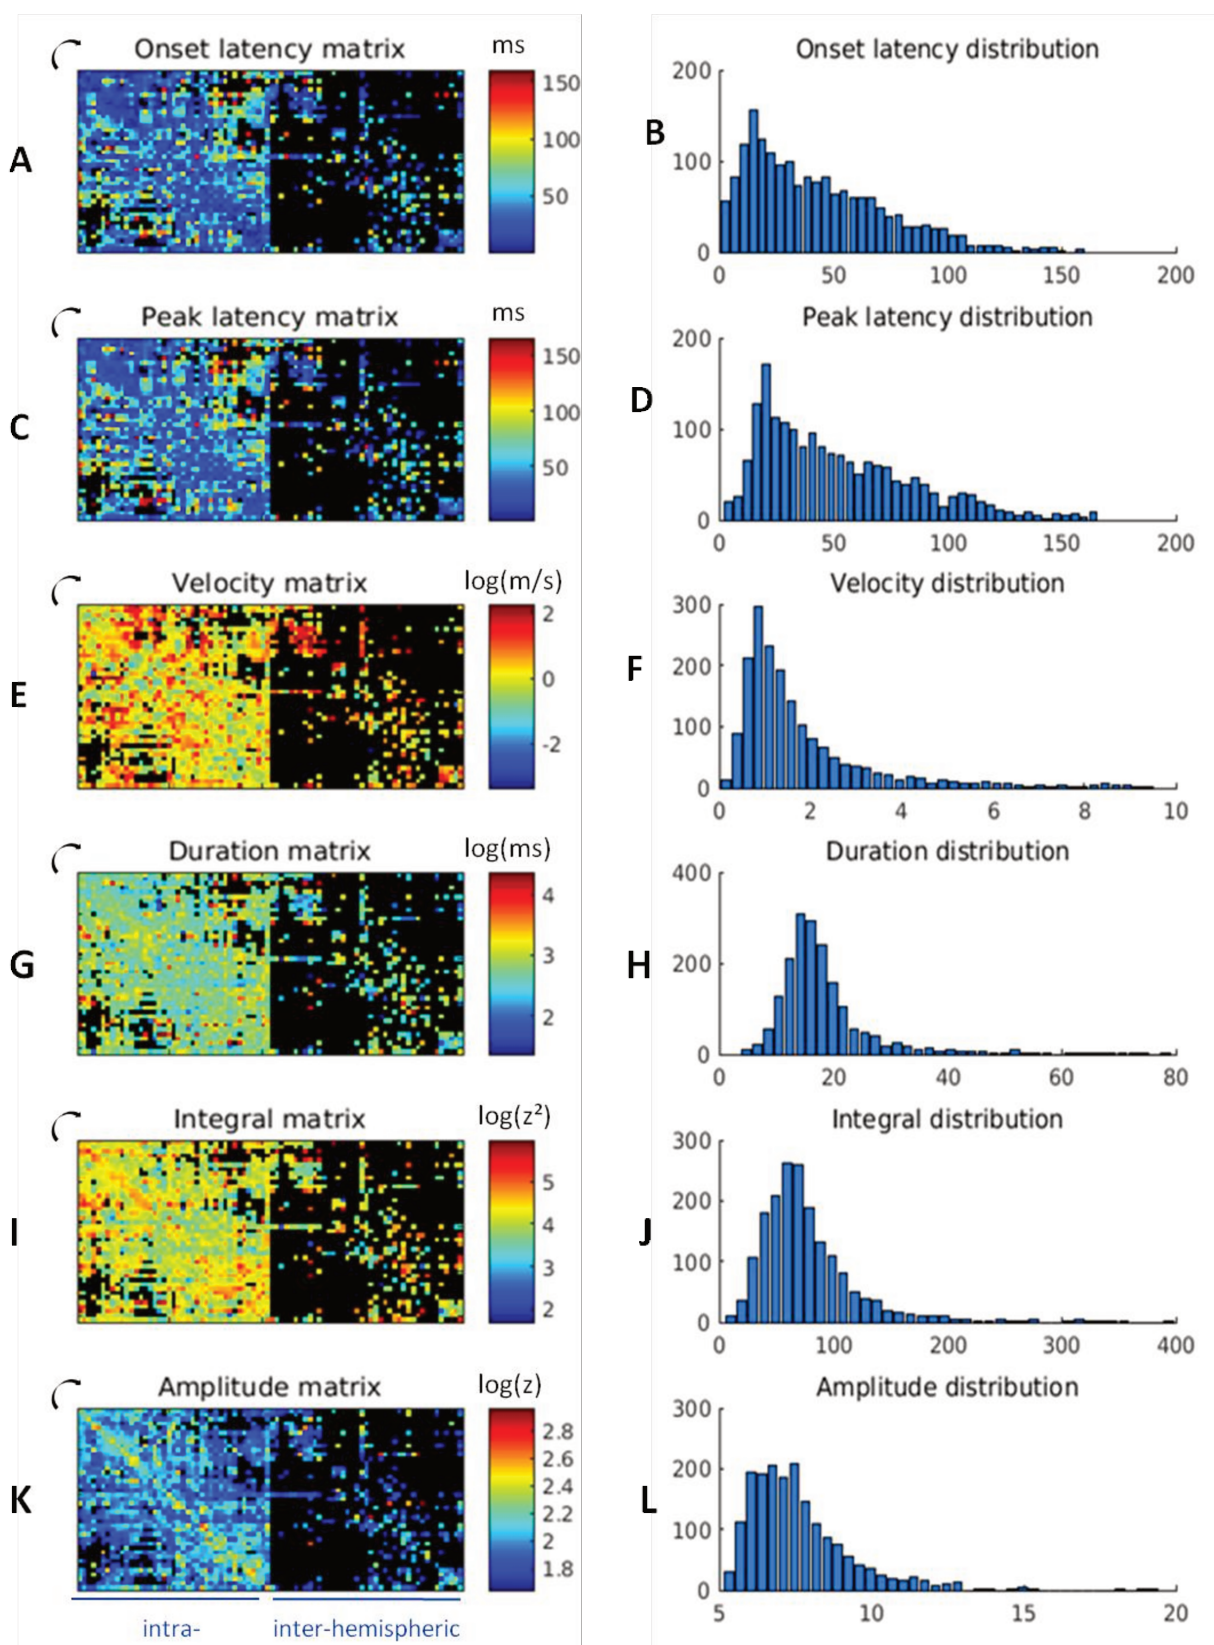 Onset latency matrix
ms
A
150
100
50
Onset latency distribution
B
200
100
0
0 50 100 150 200
Peak latency matrix
ms
C
150
100
50
Peak latency distribution
D
200
100
0
0 50 100 150 200
Velocity matrix
log(m/s)
E
2
0
-2
Velocity distribution
F
300
200
100
0
0 2 4 6 8 10
Duration matrix
log(ms)
G
4
3
2
Duration distribution
H
400
200
0
0 20 40 60 80
Integral matrix
log(z²)
I
5
4
3
2
Integral distribution
J
300
200
100
0
0 100 200 300 400
Amplitude matrix
log(z)
K
2.8
2.6
2.4
2.2
2
1.8
intra- inter-hemispheric
Amplitude distribution
L
300
200
100
0
5 10 15 20